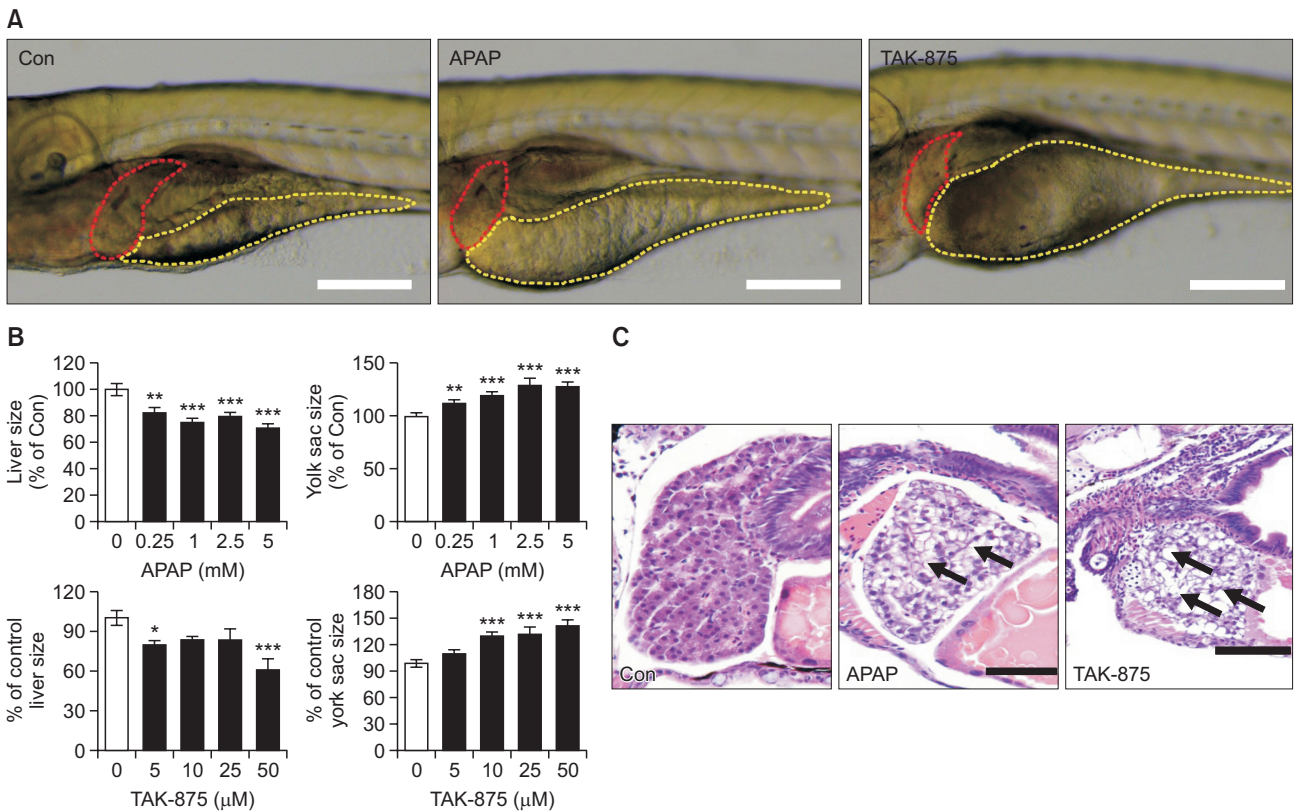 A
Con
APAP
TAK-875
B
Liver size
(% of Con)
120
100
80
60
40
20
0
** *** *** ***
0 0.25 1 2.5 5
APAP (mM)
Yolk sac size
(% of Con)
150
100
50
0
** *** *** ***
0 0.25 1 2.5 5
APAP (mM)
% of control
liver size
120
90
60
30
0
* ***
0 5 10 25 50
TAK-875 (μM)
% of control
york sac size
180
150
120
90
60
30
0
*** *** ***
0 5 10 25 50
TAK-875 (μM)
C
Con
APAP
TAK-875